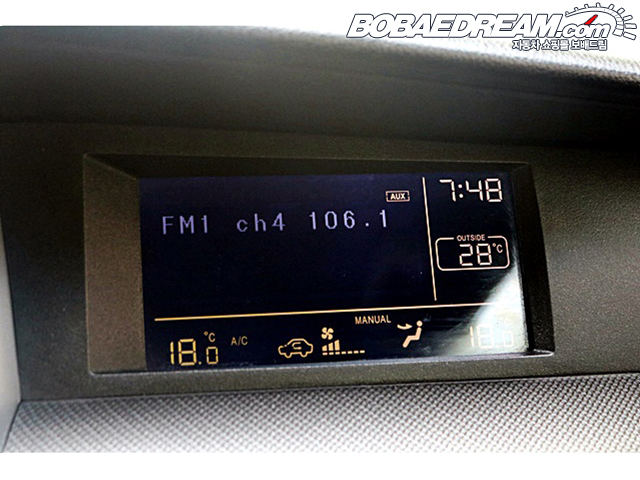 BOBAEDREAM.com
자동차 쇼핑몰 보배드림
AUX
7:48
FM1 ch4 106.1
OUTSIDE
28°C
MANUAL
18.0°C A/C